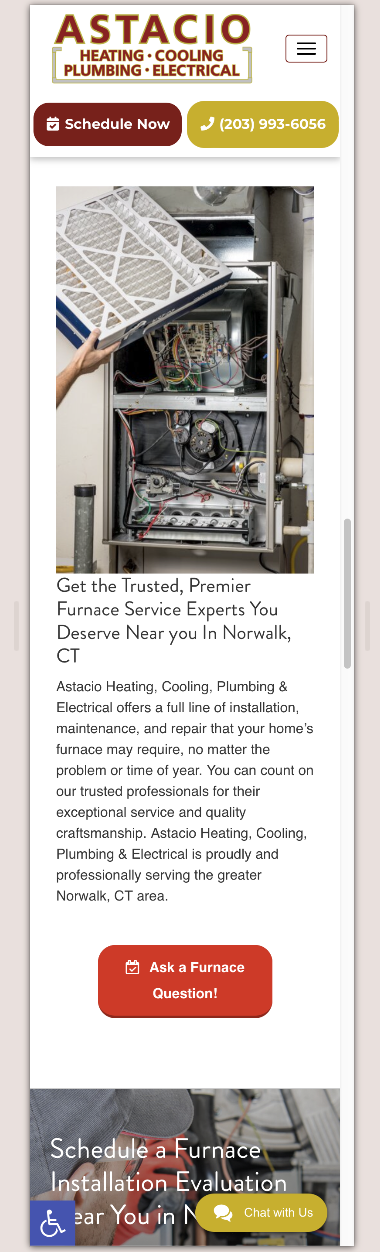 ASTACIO
HEATING · COOLING
PLUMBING · ELECTRICAL
Schedule Now
(203) 993-6056
Get the Trusted, Premier
Furnace Service Experts You
Deserve Near you In Norwalk,
CT
Astacio Heating, Cooling, Plumbing &
Electrical offers a full line of installation,
maintenance, and repair that your home's
furnace may require, no matter the
problem or time of year. You can count on
our trusted professionals for their
exceptional service and quality
craftsmanship. Astacio Heating, Cooling,
Plumbing & Electrical is proudly and
professionally serving the greater
Norwalk, CT area.
Ask a Furnace
Question!
Schedule a Furnace
Installation Evaluation
You in
Chat with Us